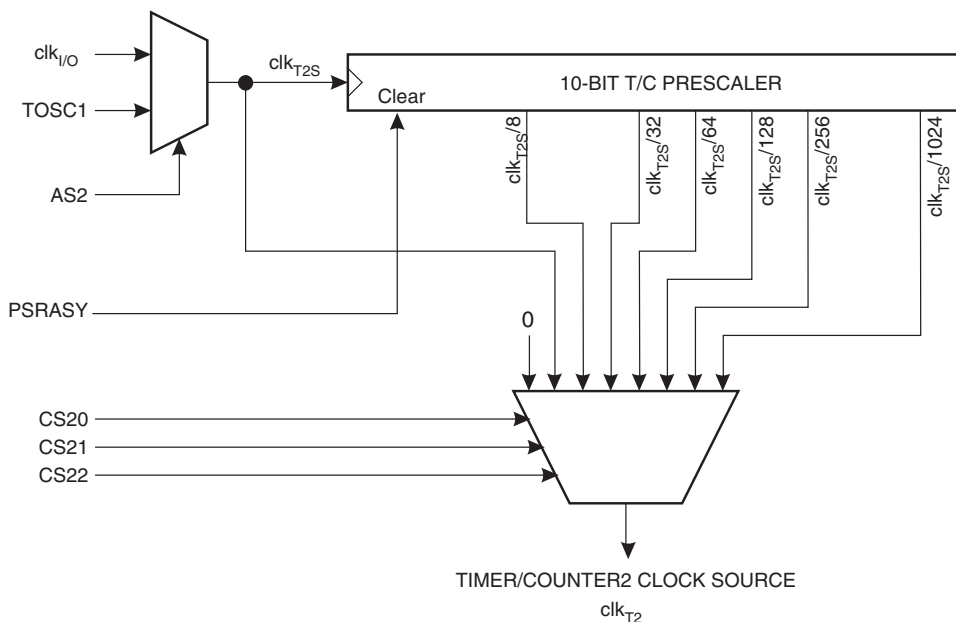 clkI/O
TOSC1
AS2
PSRASY
clkT2S
10-BIT T/C PRESCALER
Clear
clkT2S/8
clkT2S/32
clkT2S/64
clkT2S/128
clkT2S/256
clkT2S/1024
0
CS20
CS21
CS22
TIMER/COUNTER2 CLOCK SOURCE
clkT2